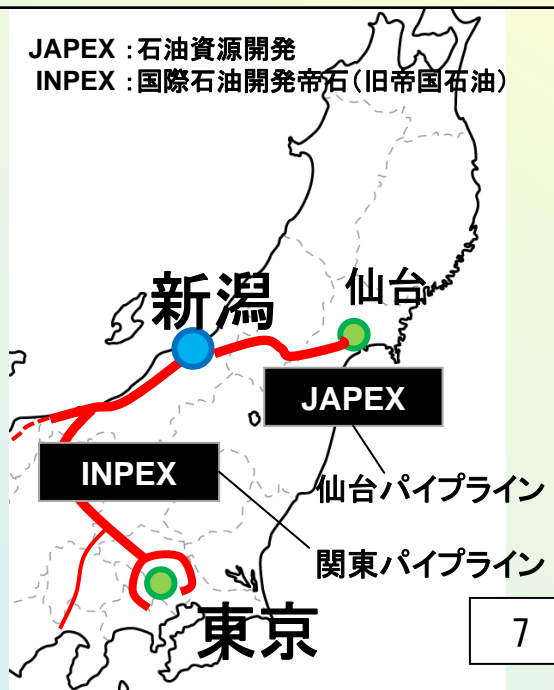 JAPEX：石油資源開発
INPEX：国際石油開発帝石（旧帝国石油）
新潟
仙台
JAPEX
INPEX
仙台パイプライン
関東パイプライン
東京
7